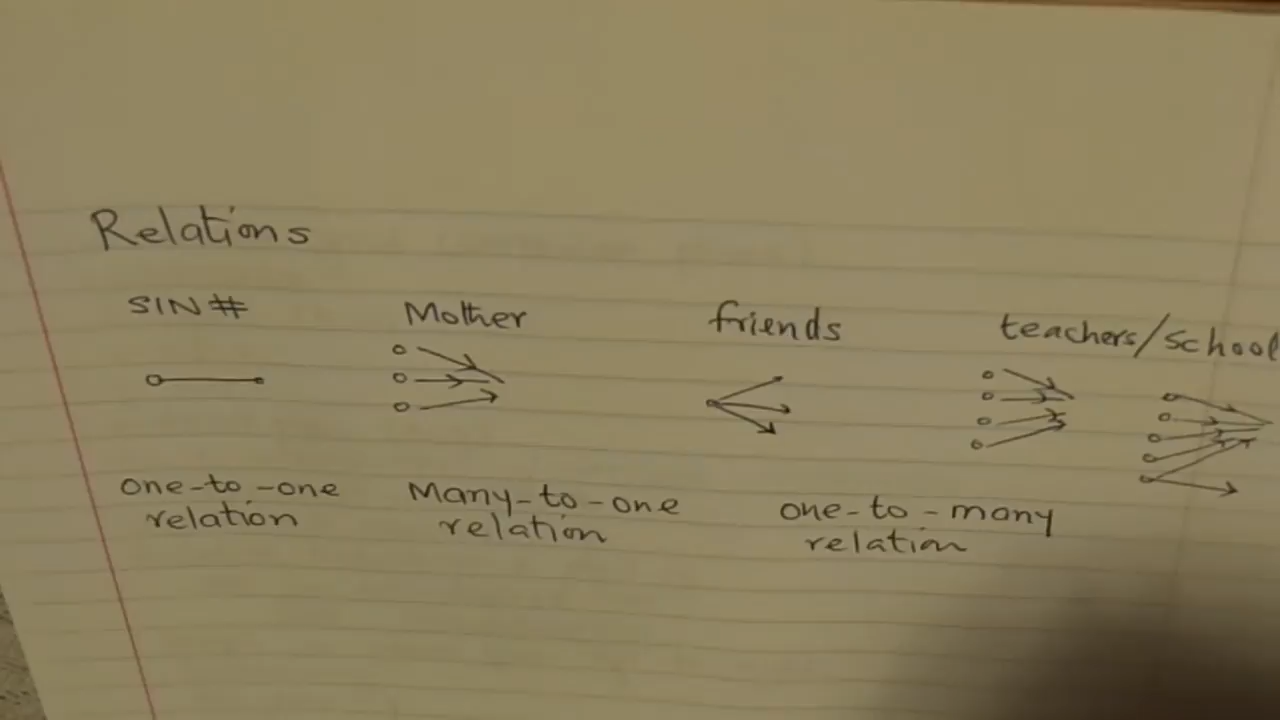 Relations
SIN# Mother friends teachers/school
one-to-one Many-to-one one-to-many
relation relation relation